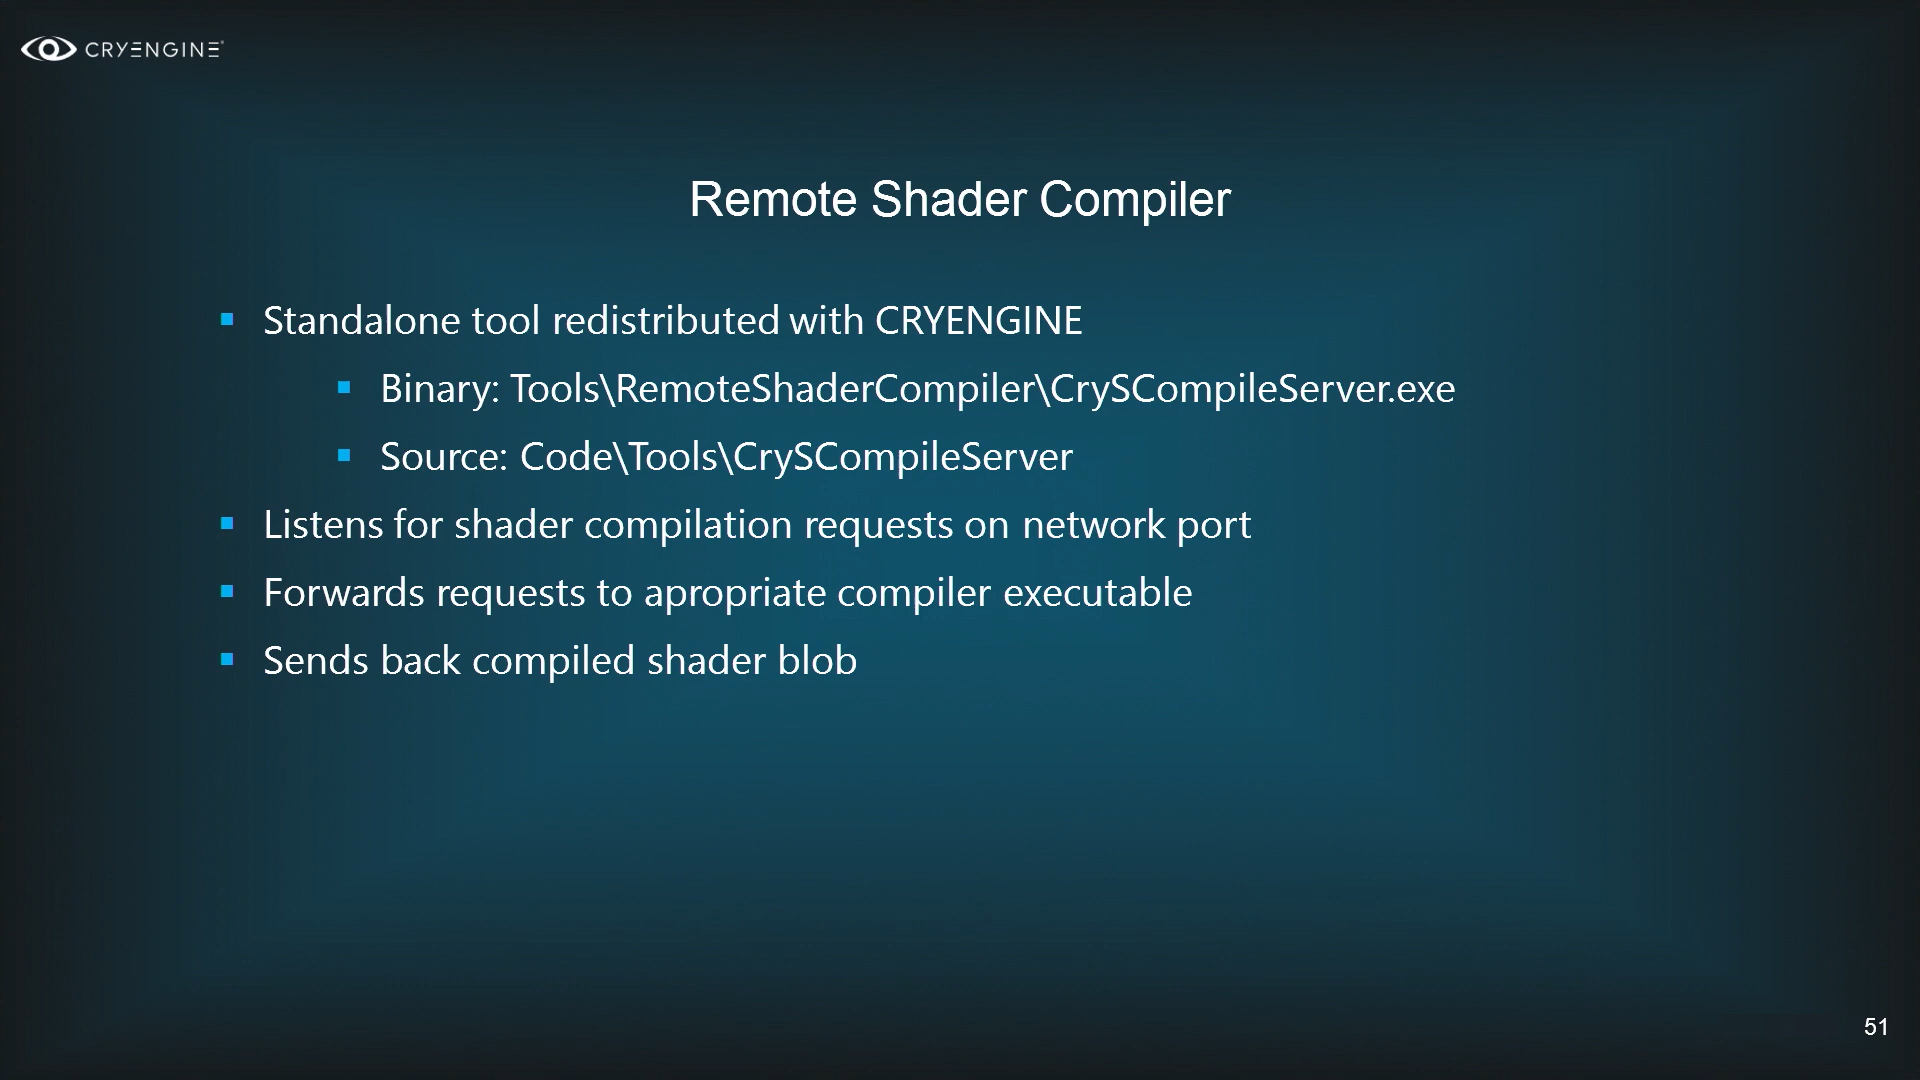 CRYENGINE
Remote Shader Compiler
Standalone tool redistributed with CRYENGINE
Binary: Tools\RemoteShaderCompiler\CrySCompileServer.exe
Source: Code\Tools\CrySCompileServer
Listens for shader compilation requests on network port
Forwards requests to apropriate compiler executable
Sends back compiled shader blob
51